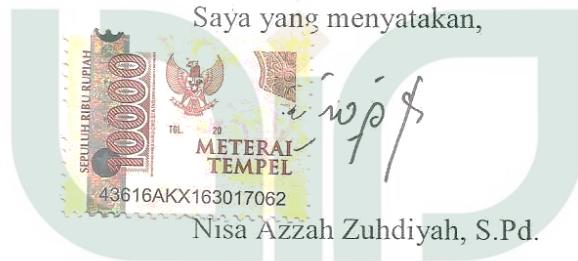 Saya yang menyatakan,
SEPULUH RIBU RUPIAH
10000
TGL. 20
METERAI
TEMPEL
43616AKX163017062
Nisa Azzah Zuhdiyah, S.Pd.